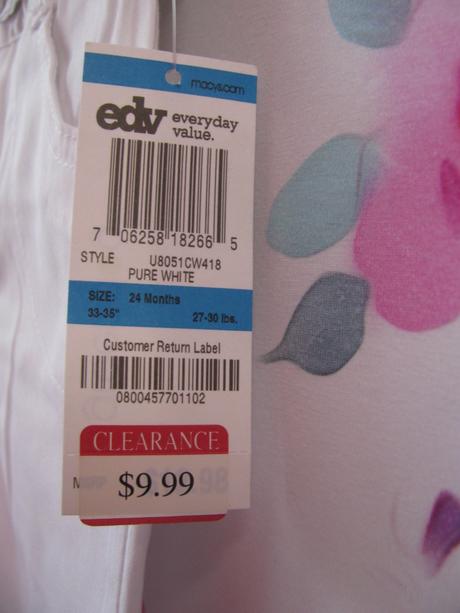 macys.com
edv everyday
value.
7 06258 18266 5
STYLE U8051CW418
PURE WHITE
SIZE: 24 Months
33-35" 27-30 lbs.
Customer Return Label
0800457701102
CLEARANCE
$9.99